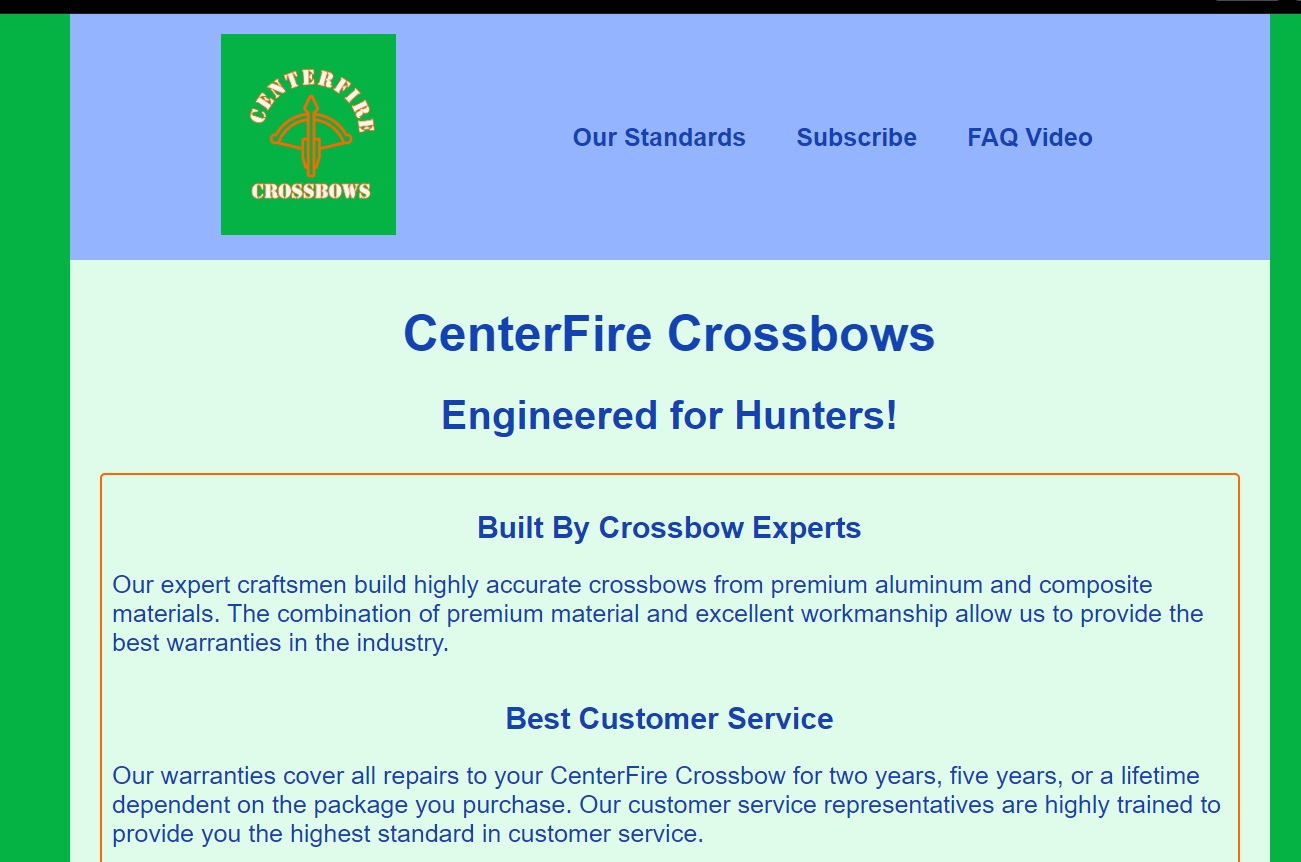 CENTERFIRE
CROSSBOWS
Our Standards Subscribe FAQ Video
CenterFire Crossbows
Engineered for Hunters!
Built By Crossbow Experts
Our expert craftsmen build highly accurate crossbows from premium aluminum and composite
materials. The combination of premium material and excellent workmanship allow us to provide the
best warranties in the industry.
Best Customer Service
Our warranties cover all repairs to your CenterFire Crossbow for two years, five years, or a lifetime
dependent on the package you purchase. Our customer service representatives are highly trained to
provide you the highest standard in customer service.